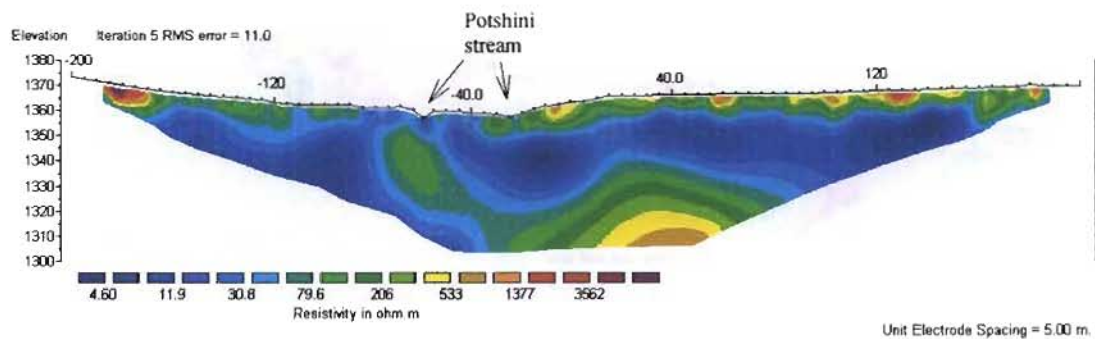 Potshini
stream
Elevation Iteration 5 RMS error = 11.0
1380 -200
1370 -120 -40.0 40.0 120
1360
1350
1340
1330
1320
1310
1300
4.60 11.9 30.8 79.6 206 533 1377 3562
Resistivity in ohm m
Unit Electrode Spacing = 5.00 m.